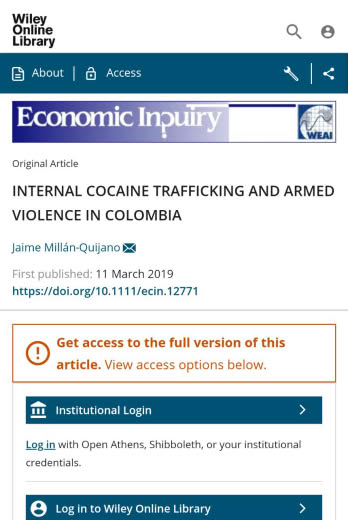 Wiley
Online
Library
About | Access
Economic Inquiry
WEAI
Original Article
INTERNAL COCAINE TRAFFICKING AND ARMED
VIOLENCE IN COLOMBIA
Jaime Millán-Quijano
First published: 11 March 2019
https://doi.org/10.1111/ecin.12771
Get access to the full version of this
article. View access options below.
Institutional Login
Log in with Open Athens, Shibboleth, or your institutional
credentials.
Log in to Wiley Online Library